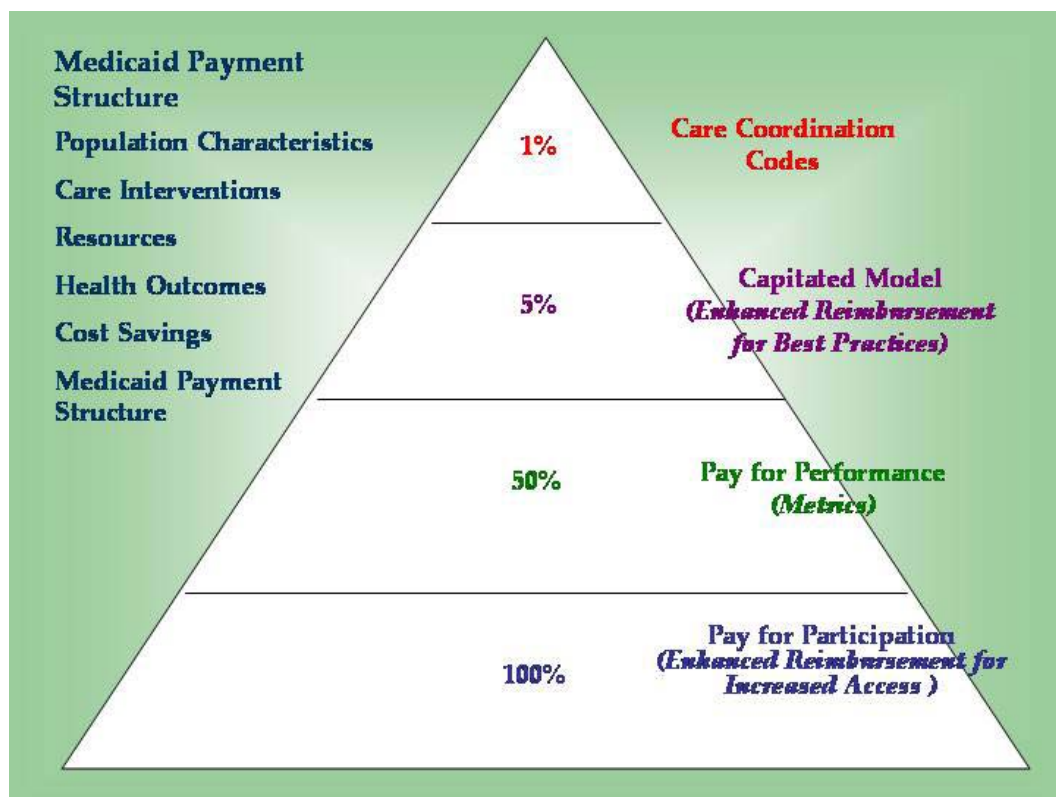 Medicaid Payment
Structure
Population Characteristics
Care Interventions
Resources
Health Outcomes
Cost Savings
Medicaid Payment
Structure
1%
Care Coordination
Codes
5%
Capitated Model
(Enhanced Reimbursement
for Best Practices)
50%
Pay for Performance
(Metrics)
100%
Pay for Participation
(Enhanced Reimbursement for
Increased Access )